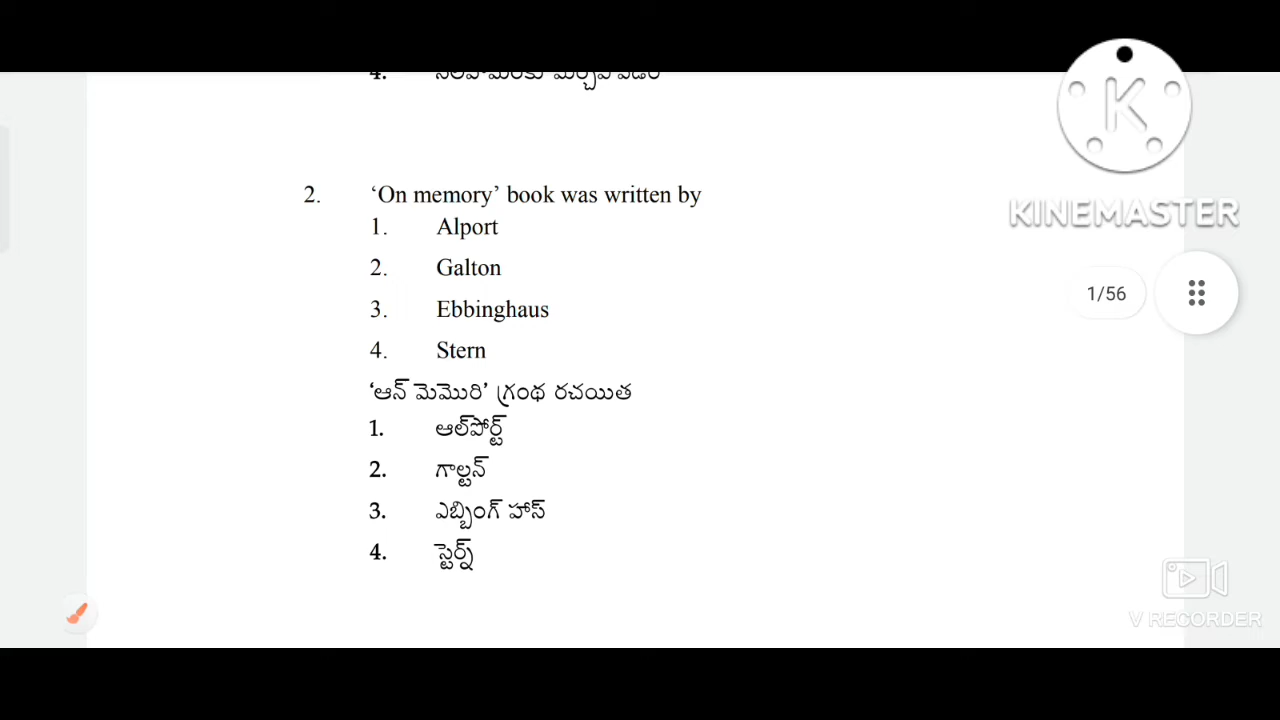 4.
2. ‘On memory’ book was written by
1. Alport
2. Galton
3. Ebbinghaus
4. Stern
‘ఆన్ మెమొరి’ గ్రంథ రచయిత
1. ఆల్‌పోర్ట్
2. గాల్టన్
3. ఎబ్బింగ్ హాస్
4. స్టెర్న్
K
KINEMASTER
1/56
V RECORDER